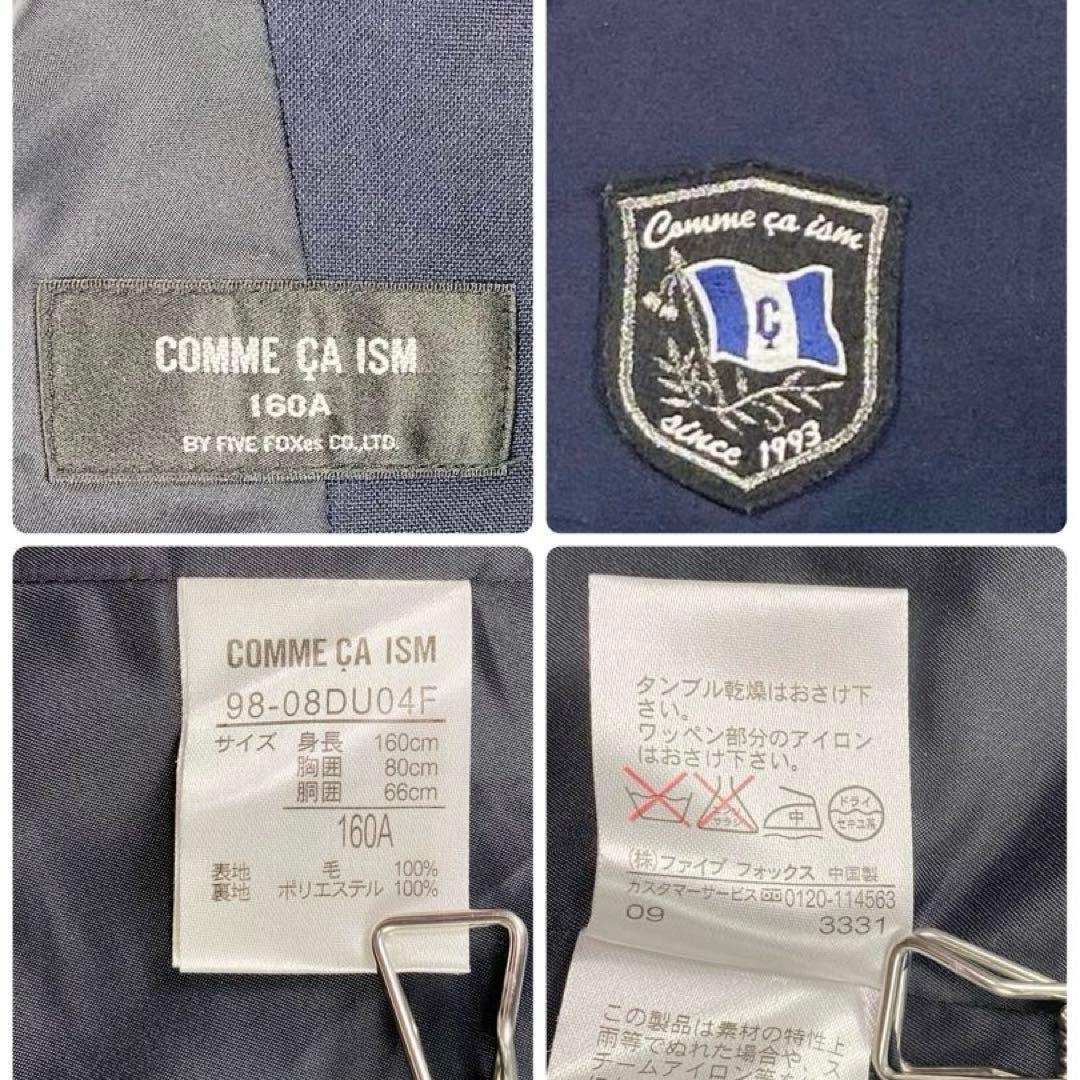 COMME ÇA ISM
160A
BY FIVE FOXes CO.,LTD.
Comme ça ism
Ç
since 1993
COMME ÇA ISM
98-08DU04F
サイズ 身長 160cm
胸囲 80cm
胴囲 66cm
160A
表地 毛 100%
裏地 ポリエステル 100%
タンブル乾燥はおさけ下
さい。
ワッペン部分のアイロン
はおさけ下さい。
中
ドライ
セキユ系
(株)ファイブ フォックス 中国製
カスタマーサービス 0120-114563
09 3331
この製品は素材の特性上
雨等でぬれた場合や、ス
チームアイロン等